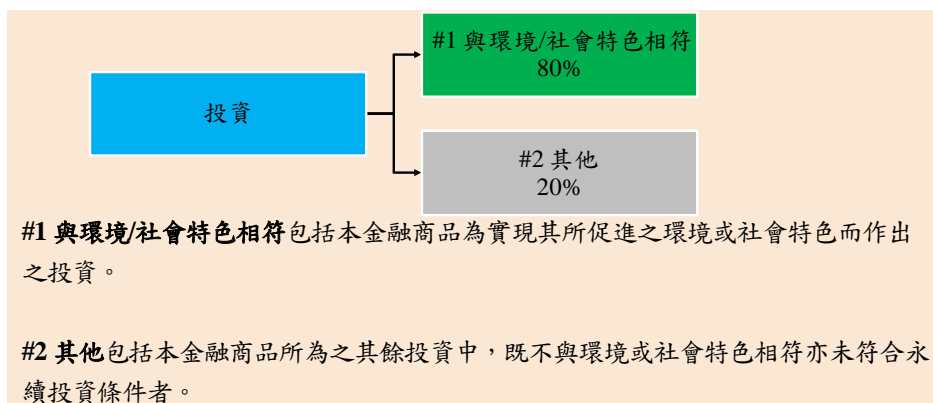 #1 與環境/社會特色相符
80%
投資
#2 其他
20%
#1 與環境/社會特色相符包括本金融商品為實現其所促進之環境或社會特色而作出
之投資。
#2 其他包括本金融商品所為之其餘投資中，既不與環境或社會特色相符亦未符合永
續投資條件者。